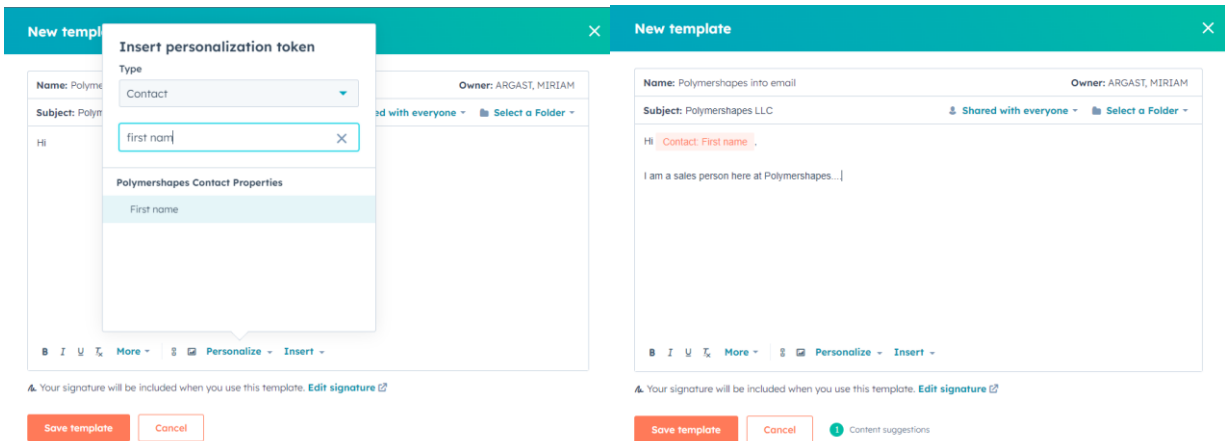 New templ
Insert personalization token
Type
Contact
Name: Polyme
Owner: ARGAST, MIRIAM
Subject: Polym
ed with everyone
Select a Folder
first nam
Hi
Polymershapes Contact Properties
First name
B I U Tx More Personalize Insert
Your signature will be included when you use this template. Edit signature
Save template Cancel
New template
Name: Polymershapes into email Owner: ARGAST, MIRIAM
Subject: Polymershapes LLC Shared with everyone Select a Folder
Hi Contact: First name ,
I am a sales person here at Polymershapes...
B I U Tx More Personalize Insert
Your signature will be included when you use this template. Edit signature
Save template Cancel 1 Content suggestions